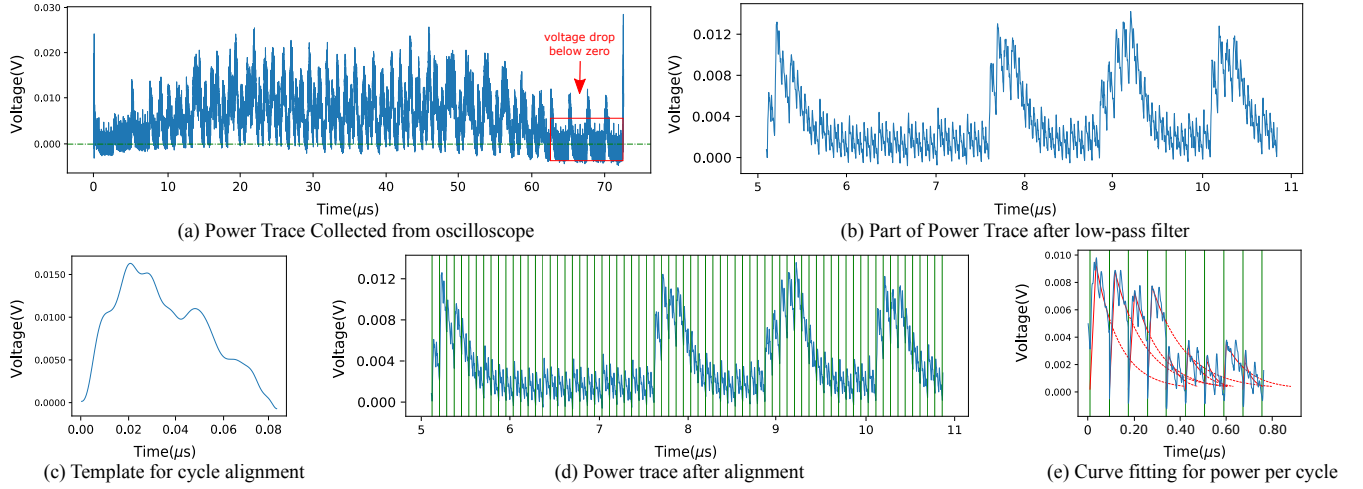 0.030
0.020
0.010
0.000
Voltage(V)
voltage drop
below zero
0 10 20 30 40 50 60 70
Time(μs)
(a) Power Trace Collected from oscilloscope
0.012
0.008
0.004
0.000
Voltage(V)
5 6 7 8 9 10 11
Time(μs)
(b) Part of Power Trace after low-pass filter
0.0150
0.0100
0.0050
0.0000
Voltage(V)
0.00 0.02 0.04 0.06 0.08
Time(μs)
(c) Template for cycle alignment
0.012
0.008
0.004
0.000
Voltage(V)
5 6 7 8 9 10 11
Time(μs)
(d) Power trace after alignment
0.010
0.008
0.006
0.004
0.002
0.000
Voltage(V)
0.00 0.20 0.40 0.60 0.80
Time(μs)
(e) Curve fitting for power per cycle